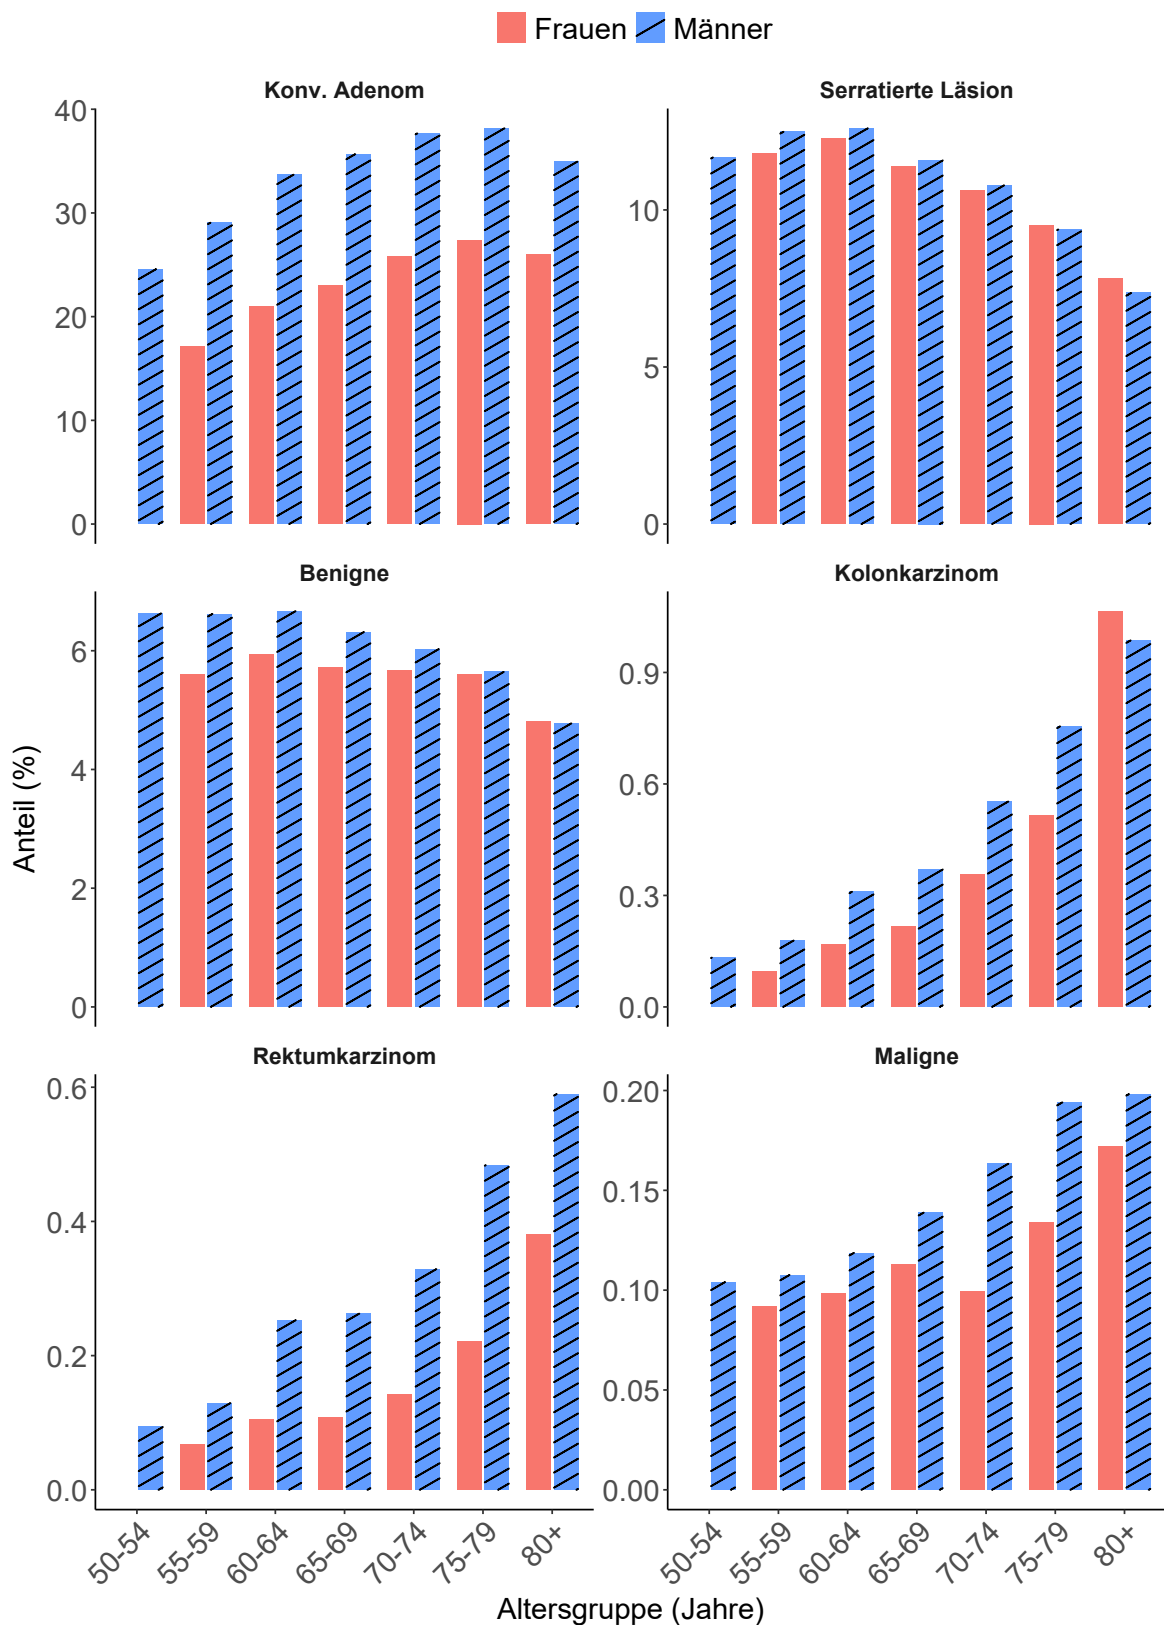 Frauen Männer
Konv. Adenom
40
30
20
10
0
Serratierte Läsion
10
5
0
Benigne
6
4
2
0
Kolonkarzinom
0.9
0.6
0.3
0.0
Anteil (%)
Rektumkarzinom
0.6
0.4
0.2
0.0
Maligne
0.20
0.15
0.10
0.05
0.00
50-54 55-59 60-64 65-69 70-74 75-79 80+
50-54 55-59 60-64 65-69 70-74 75-79 80+
Altersgruppe (Jahre)